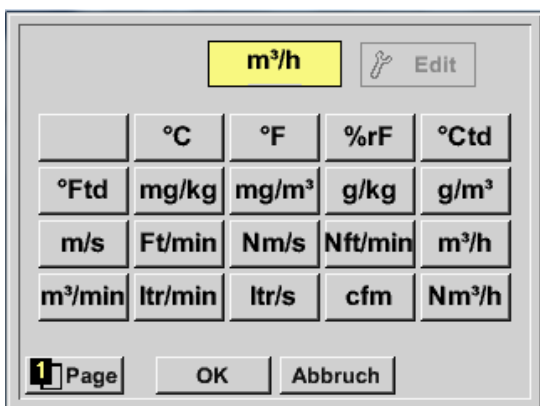 m³/h Edit
°C °F %rF °Ctd
°Ftd mg/kg mg/m³ g/kg g/m³
m/s Ft/min Nm/s Nft/min m³/h
m³/min ltr/min ltr/s cfm Nm³/h
1 Page OK Abbruch